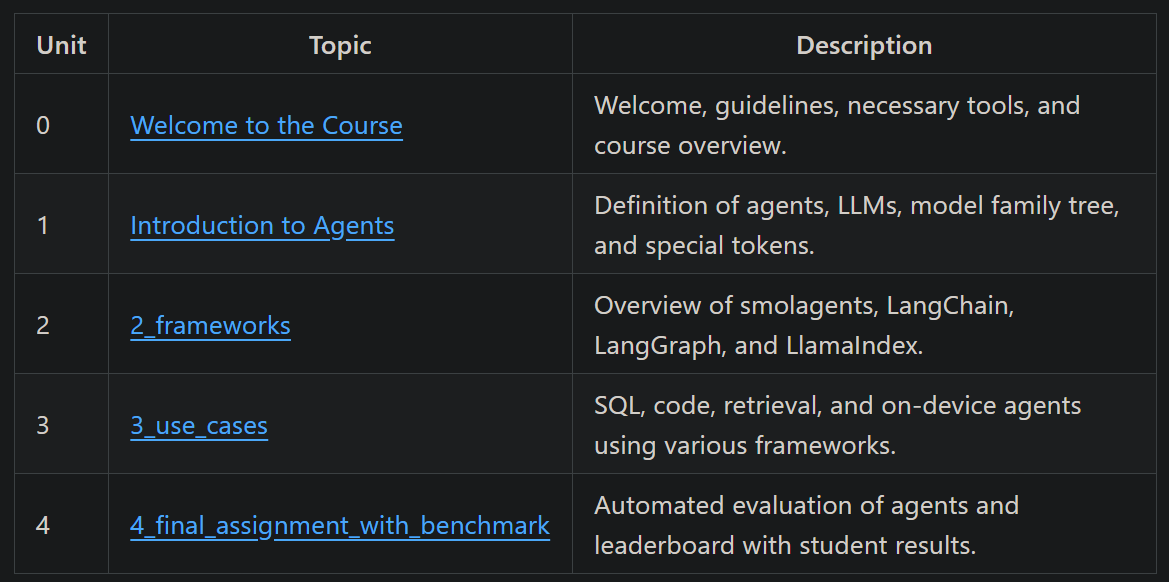 Unit Topic Description
0 Welcome to the Course Welcome, guidelines, necessary tools, and
course overview.
1 Introduction to Agents Definition of agents, LLMs, model family tree,
and special tokens.
2 2_frameworks Overview of smolagents, LangChain,
LangGraph, and LlamaIndex.
3 3_use_cases SQL, code, retrieval, and on-device agents
using various frameworks.
4 4_final_assignment_with_benchmark Automated evaluation of agents and
leaderboard with student results.